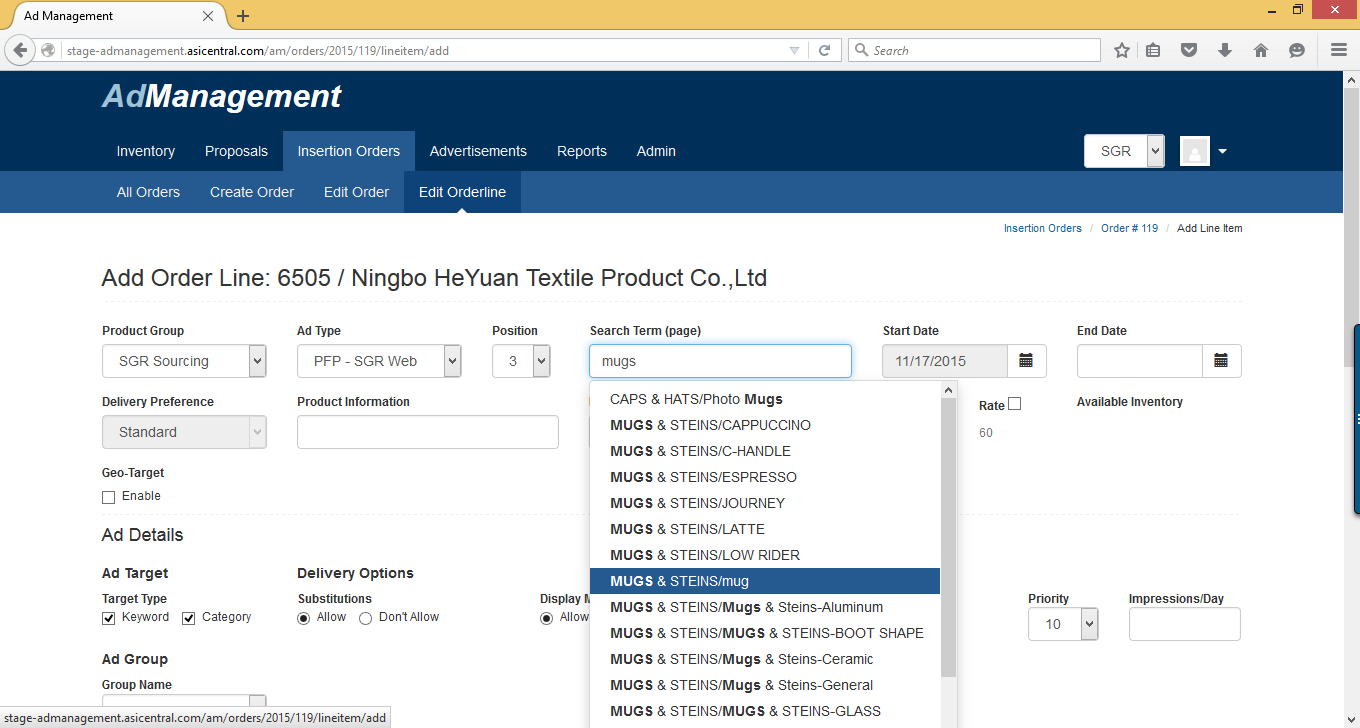 Ad Management
stage-admanagement.asicentral.com/am/orders/2015/119/lineitem/add
Search
AdManagement
Inventory Proposals Insertion Orders Advertisements Reports Admin
SGR
All Orders Create Order Edit Order Edit Orderline
Insertion Orders / Order # 119 / Add Line Item
Add Order Line: 6505 / Ningbo HeYuan Textile Product Co.,Ltd
Product Group Ad Type Position Search Term (page) Start Date End Date
SGR Sourcing PFP - SGR Web 3 mugs 11/17/2015
Delivery Preference Product Information Rate Available Inventory
Standard 60
CAPS & HATS/Photo Mugs
MUGS & STEINS/CAPPUCCINO
MUGS & STEINS/C-HANDLE
MUGS & STEINS/ESPRESSO
MUGS & STEINS/JOURNEY
MUGS & STEINS/LATTE
MUGS & STEINS/LOW RIDER
MUGS & STEINS/mug
MUGS & STEINS/Mugs & Steins-Aluminum
MUGS & STEINS/MUGS & STEINS-BOOT SHAPE
MUGS & STEINS/Mugs & Steins-Ceramic
MUGS & STEINS/Mugs & Steins-General
MUGS & STEINS/MUGS & STEINS-GLASS
Geo-Target
Enable
Ad Details
Ad Target Delivery Options
Target Type Substitutions Display Priority Impressions/Day
Keyword Category Allow Don't Allow Allow 10
Ad Group
Group Name
stage-admanagement.asicentral.com/am/orders/2015/119/lineitem/add